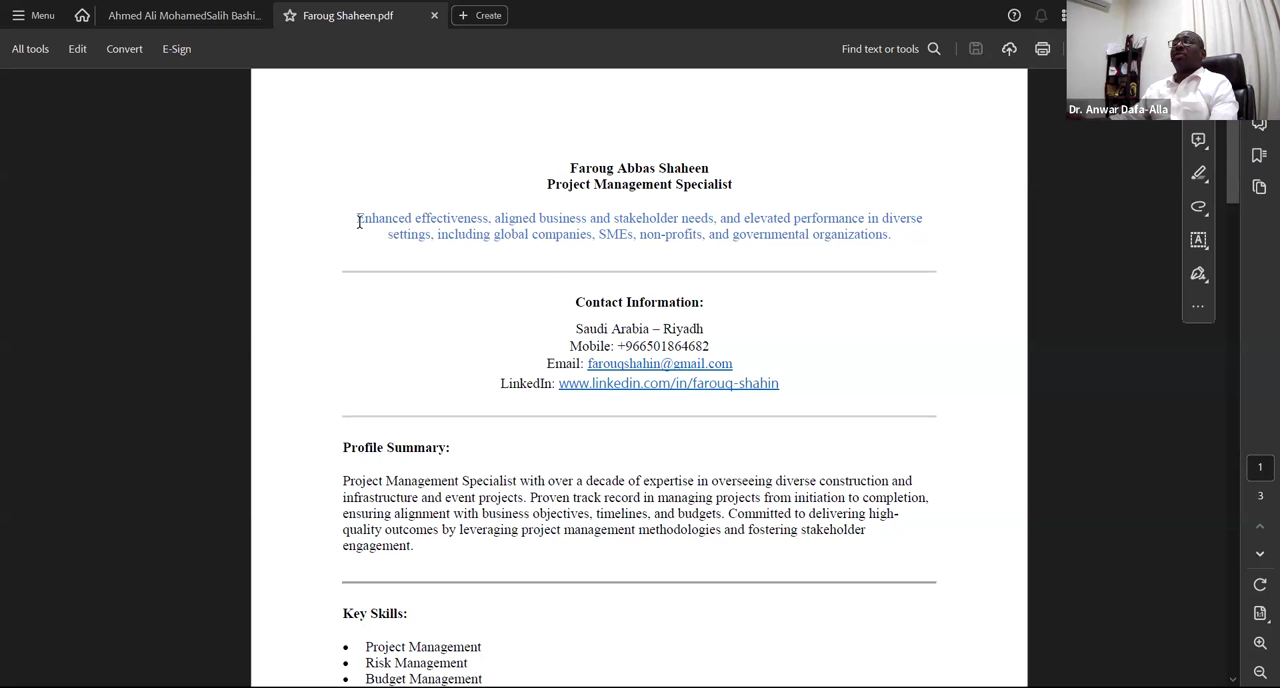 Menu
Ahmed Ali MohamedSalih Bashi...
Faroug Shaheen.pdf
Create
All tools
Edit
Convert
E-Sign
Find text or tools
Dr. Anwar Dafa-Alla
Faroug Abbas Shaheen
Project Management Specialist
Enhanced effectiveness, aligned business and stakeholder needs, and elevated performance in diverse
settings, including global companies, SMEs, non-profits, and governmental organizations.
Contact Information:
Saudi Arabia – Riyadh
Mobile: +966501864682
Email: farouqshahin@gmail.com
LinkedIn: www.linkedin.com/in/farouq-shahin
Profile Summary:
Project Management Specialist with over a decade of expertise in overseeing diverse construction and
infrastructure and event projects. Proven track record in managing projects from initiation to completion,
ensuring alignment with business objectives, timelines, and budgets. Committed to delivering high-
quality outcomes by leveraging project management methodologies and fostering stakeholder
engagement.
Key Skills:
• Project Management
• Risk Management
• Budget Management
1
3